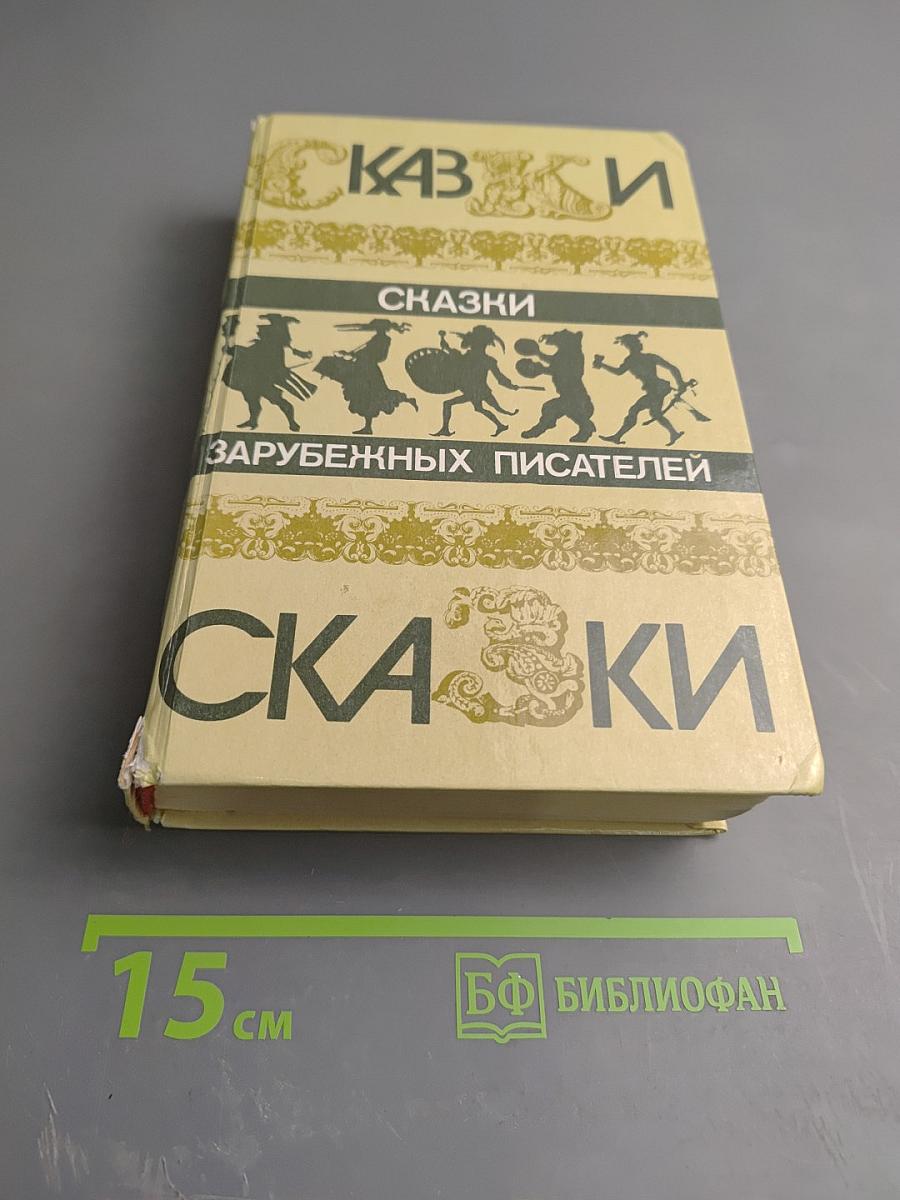 СКАЗКИ
СКАЗКИ
ЗАРУБЕЖНЫХ ПИСАТЕЛЕЙ
СКАЗКИ
15 см
БФ БИБЛИОФАН